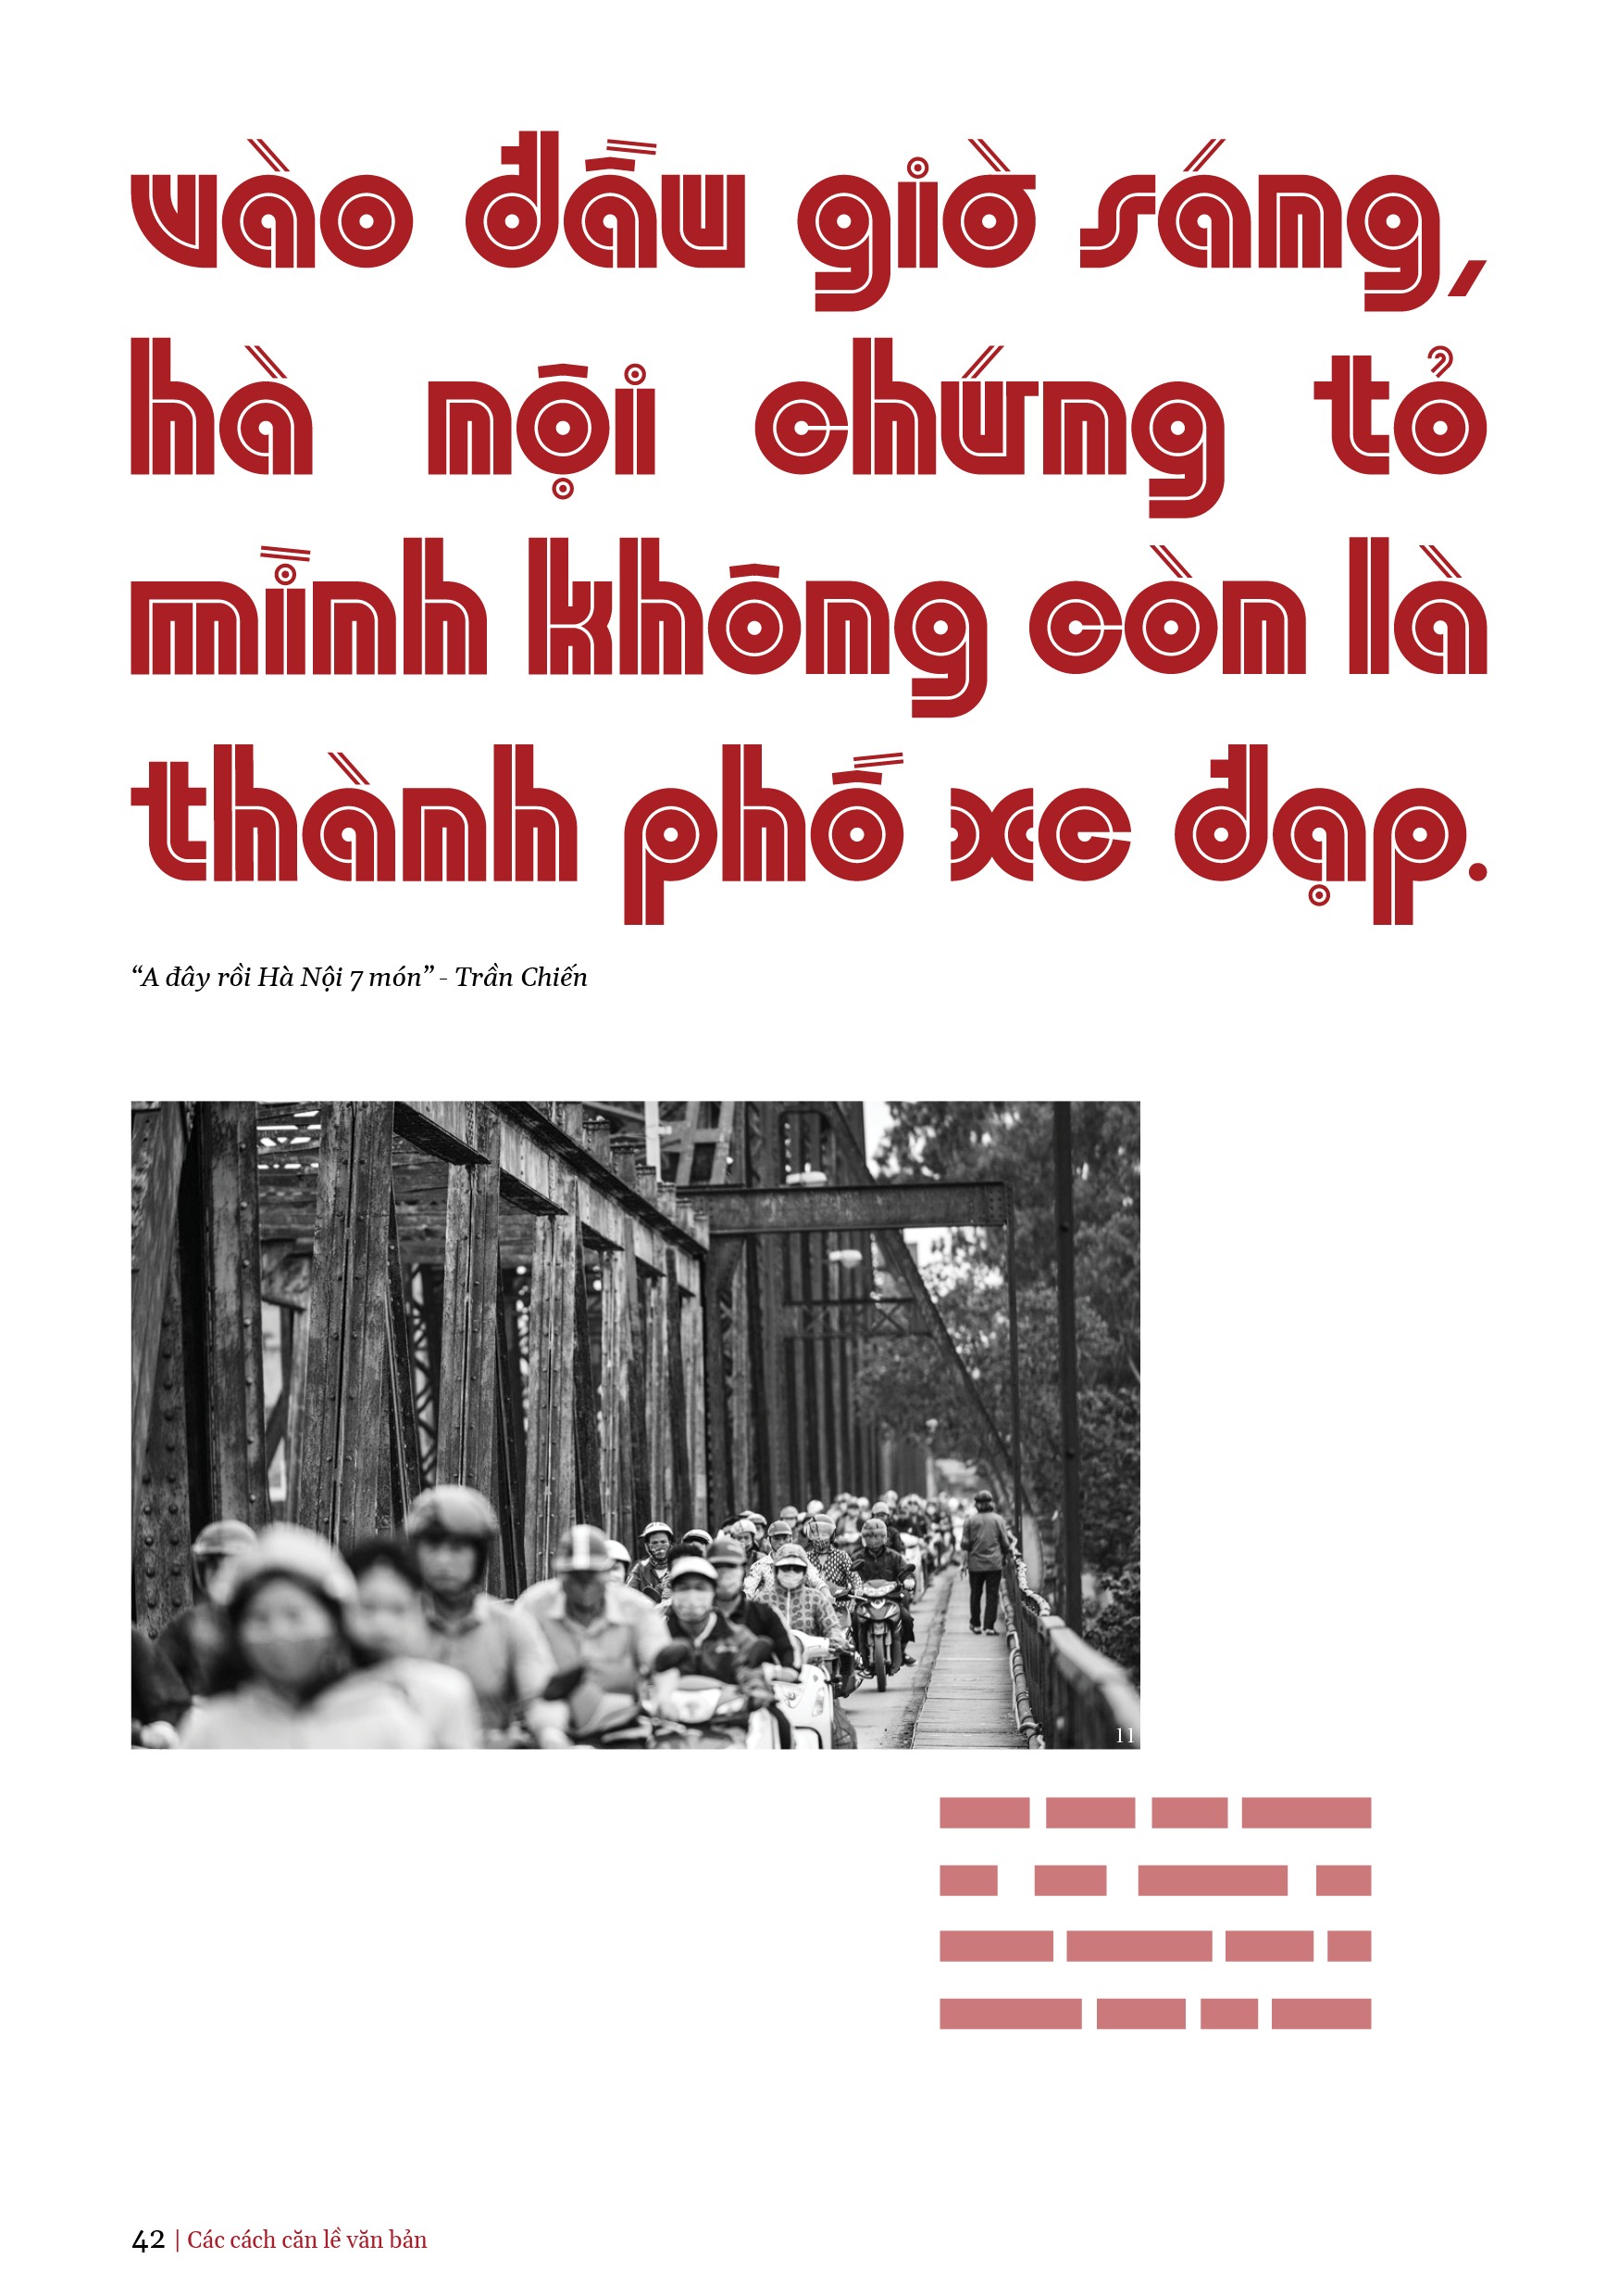 vào đầu giờ sáng,
hà nội chứng tỏ
mình không còn là
thành phố xe đạp.
“A đây rồi Hà Nội 7 món” - Trần Chiến
11
42 | Các cách căn lề văn bản